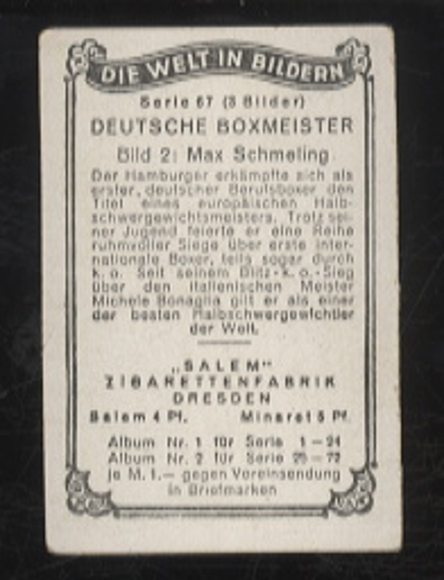 DIE WELT IN BILDERN
Serie 67 (3 Bilder)
DEUTSCHE BOXMEISTER
Bild 2: Max Schmeling
Der Hamburger erkämpfte sich als
erster, deutscher Berufsboxer den
Titel eines europäischen Halb-
schwergewichtsmeisters. Trotz sei-
ner Jugend feierte er eine Reihe
ruhmvoller Siege über erste inter-
nationale Boxer, teils sogar durch
k. o. Seit seinem Blitz-k.o.-Sieg
über den italienischen Meister
Michele Bonaglia gilt er als einer
der besten Halbschwergewichtler
der Welt.
„SALEM“
ZIGARETTENFABRIK
DRESDEN
Salem 4 Pf. Minaret 5 Pf.
Album Nr. 1 für Serie 1-24
Album Nr. 2 für Serie 25-72
je M. 1.- gegen Voreinsendung
in Briefmarken